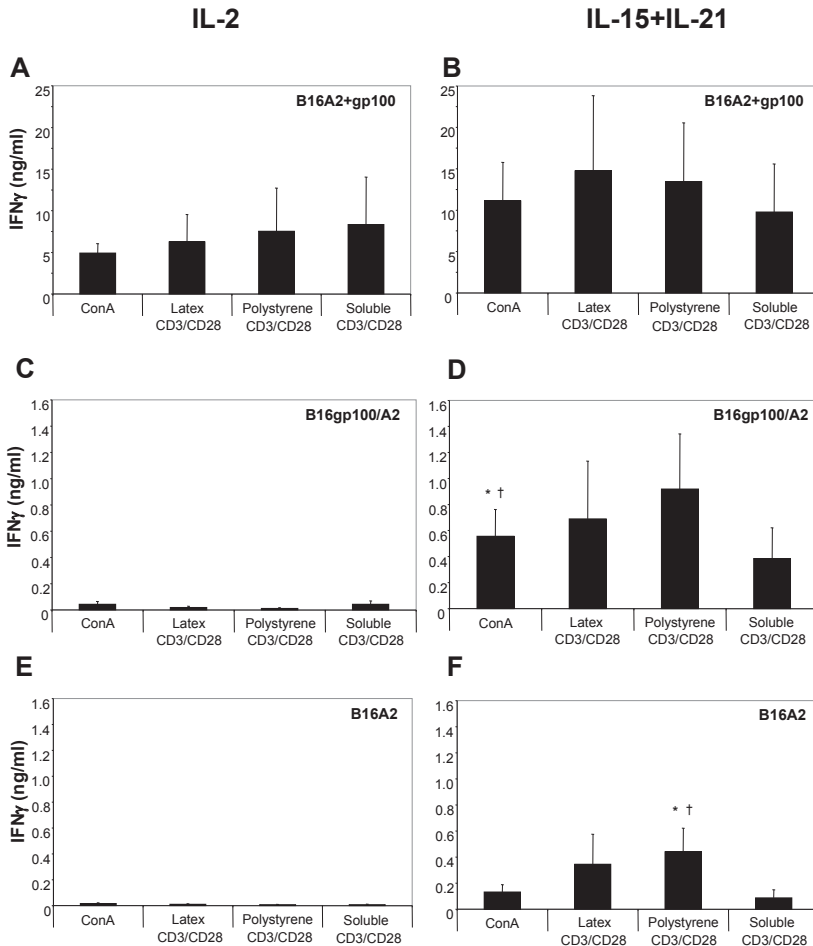 IL-2
IL-15+IL-21
A
B16A2+gp100
IFNγ (ng/ml)
25
20
15
10
5
0
ConA
Latex
CD3/CD28
Polystyrene
CD3/CD28
Soluble
CD3/CD28
B
B16A2+gp100
25
20
15
10
5
0
ConA
Latex
CD3/CD28
Polystyrene
CD3/CD28
Soluble
CD3/CD28
C
B16gp100/A2
IFNγ (ng/ml)
1.6
1.4
1.2
1.0
0.8
0.6
0.4
0.2
0
ConA
Latex
CD3/CD28
Polystyrene
CD3/CD28
Soluble
CD3/CD28
D
B16gp100/A2
1.6
1.4
1.2
1.0
0.8
0.6
0.4
0.2
0
* †
ConA
Latex
CD3/CD28
Polystyrene
CD3/CD28
Soluble
CD3/CD28
E
B16A2
IFNγ (ng/ml)
1.6
1.4
1.2
1.0
0.8
0.6
0.4
0.2
0
ConA
Latex
CD3/CD28
Polystyrene
CD3/CD28
Soluble
CD3/CD28
F
B16A2
1.6
1.4
1.2
1.0
0.8
0.6
0.4
0.2
0
* †
ConA
Latex
CD3/CD28
Polystyrene
CD3/CD28
Soluble
CD3/CD28